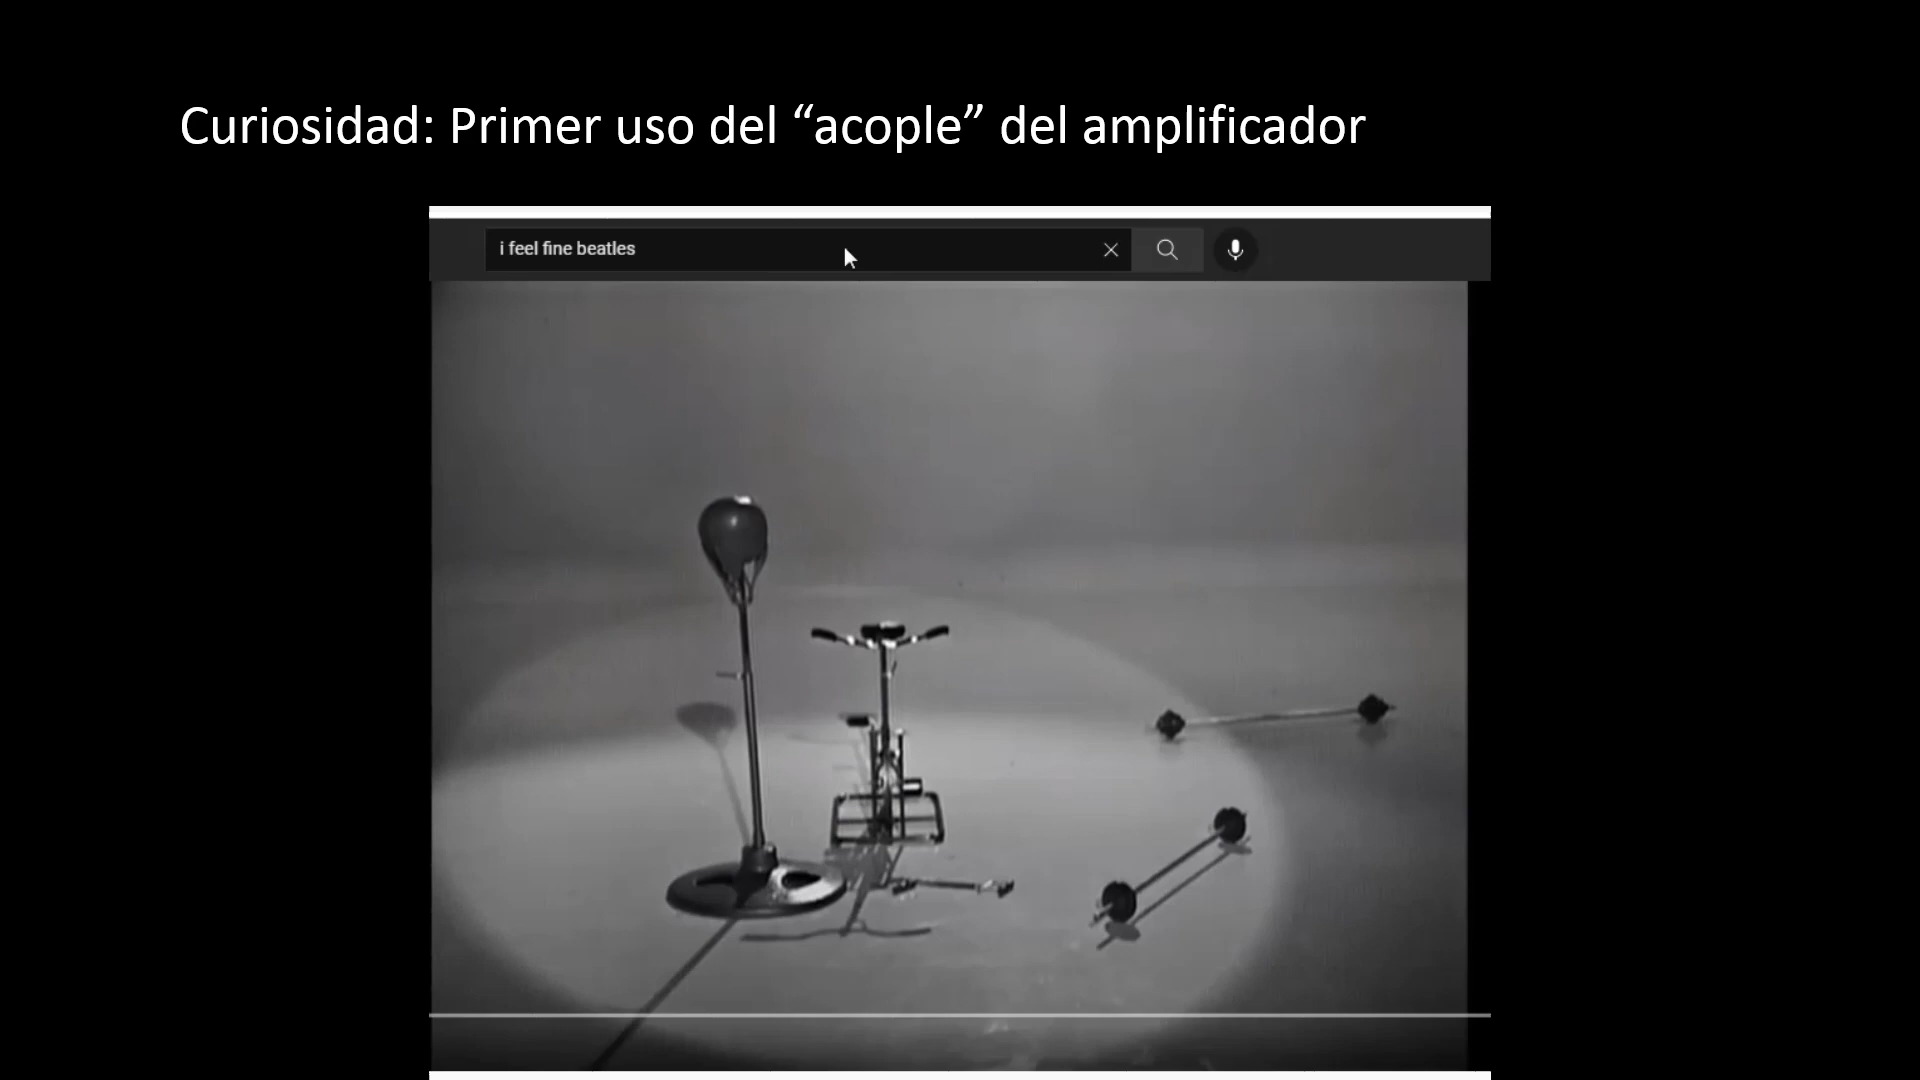 Curiosidad: Primer uso del “acople” del amplificador
i feel fine beatles